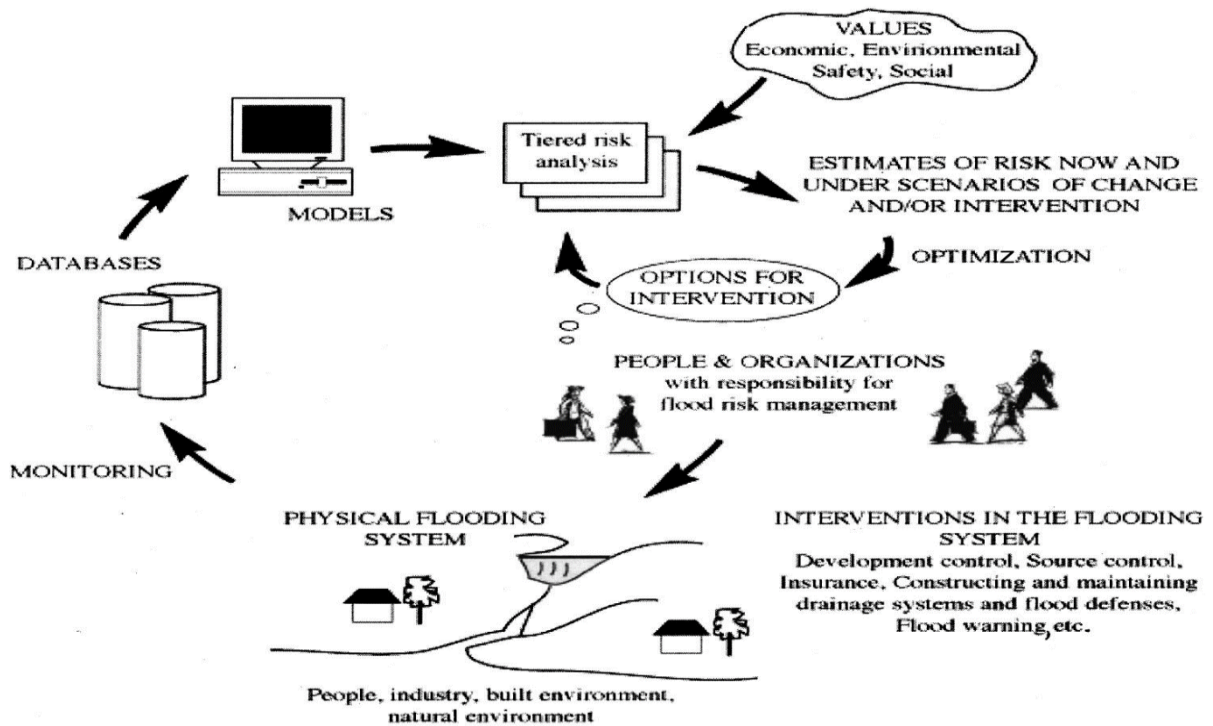 VALUES
Economic, Envirionmental
Safety, Social
Tiered risk
analysis
MODELS
ESTIMATES OF RISK NOW AND
UNDER SCENARIOS OF CHANGE
AND/OR INTERVENTION
DATABASES
OPTIMIZATION
OPTIONS FOR
INTERVENTION
PEOPLE & ORGANIZATIONS
with responsibility for
flood risk management
MONITORING
PHYSICAL FLOODING
SYSTEM
INTERVENTIONS IN THE FLOODING
SYSTEM
Development control, Source control,
Insurance, Constructing and maintaining
drainage systems and flood defenses,
Flood warning, etc.
People, industry, built environment,
natural environment